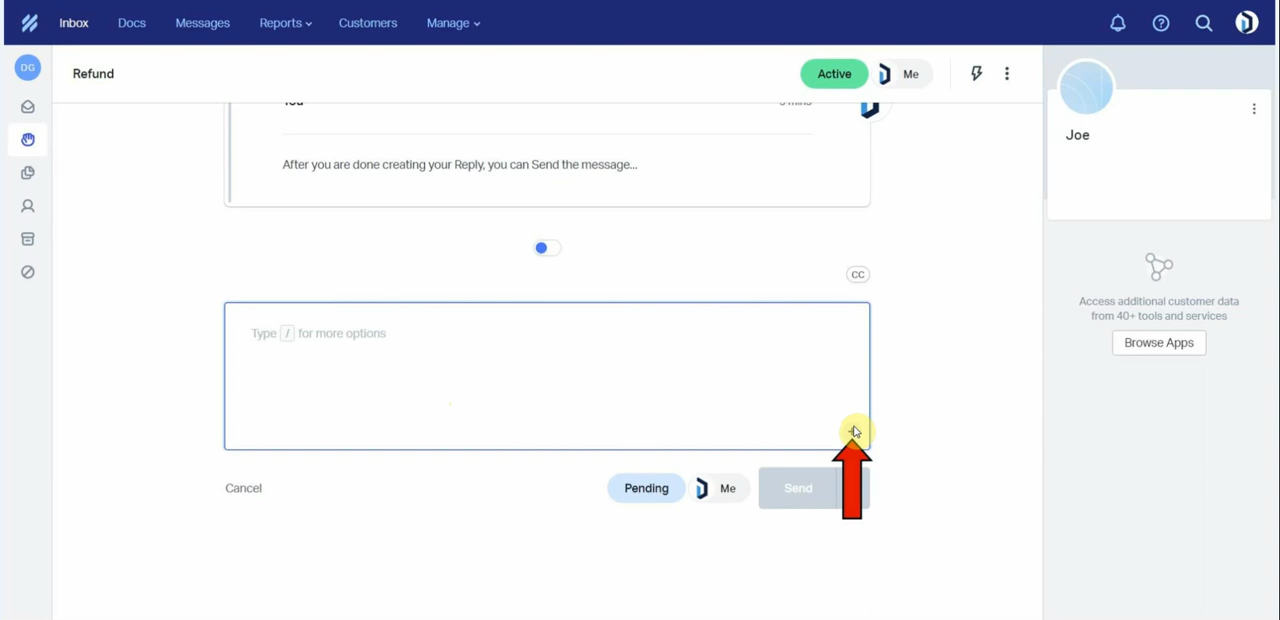 Inbox Docs Messages Reports Customers Manage
DG
Refund
Active Me
Joe
After you are done creating your Reply, you can Send the message...
CC
Access additional customer data
from 40+ tools and services
Browse Apps
Type / for more options
Cancel
Pending Me Send